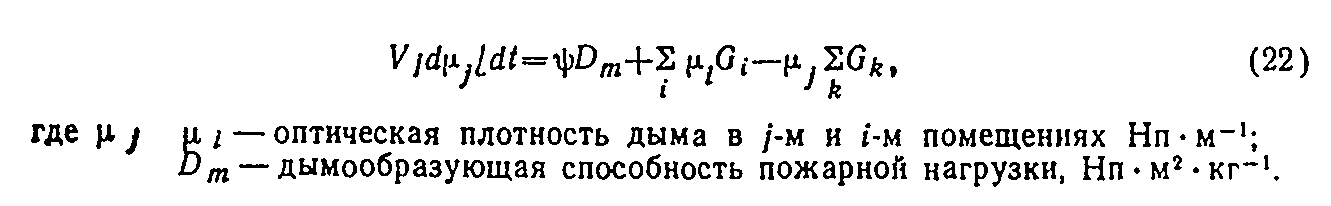 V_j dμ_j/dt=ψD_m+Σ_i μ_i G_i—μ_j Σ_k G_k, (22)
где μ_j μ_i — оптическая плотность дыма в j-м и i-м помещениях Нп·м⁻¹;
D_m — дымообразующая способность пожарной нагрузки, Нп·м²·кг⁻¹.